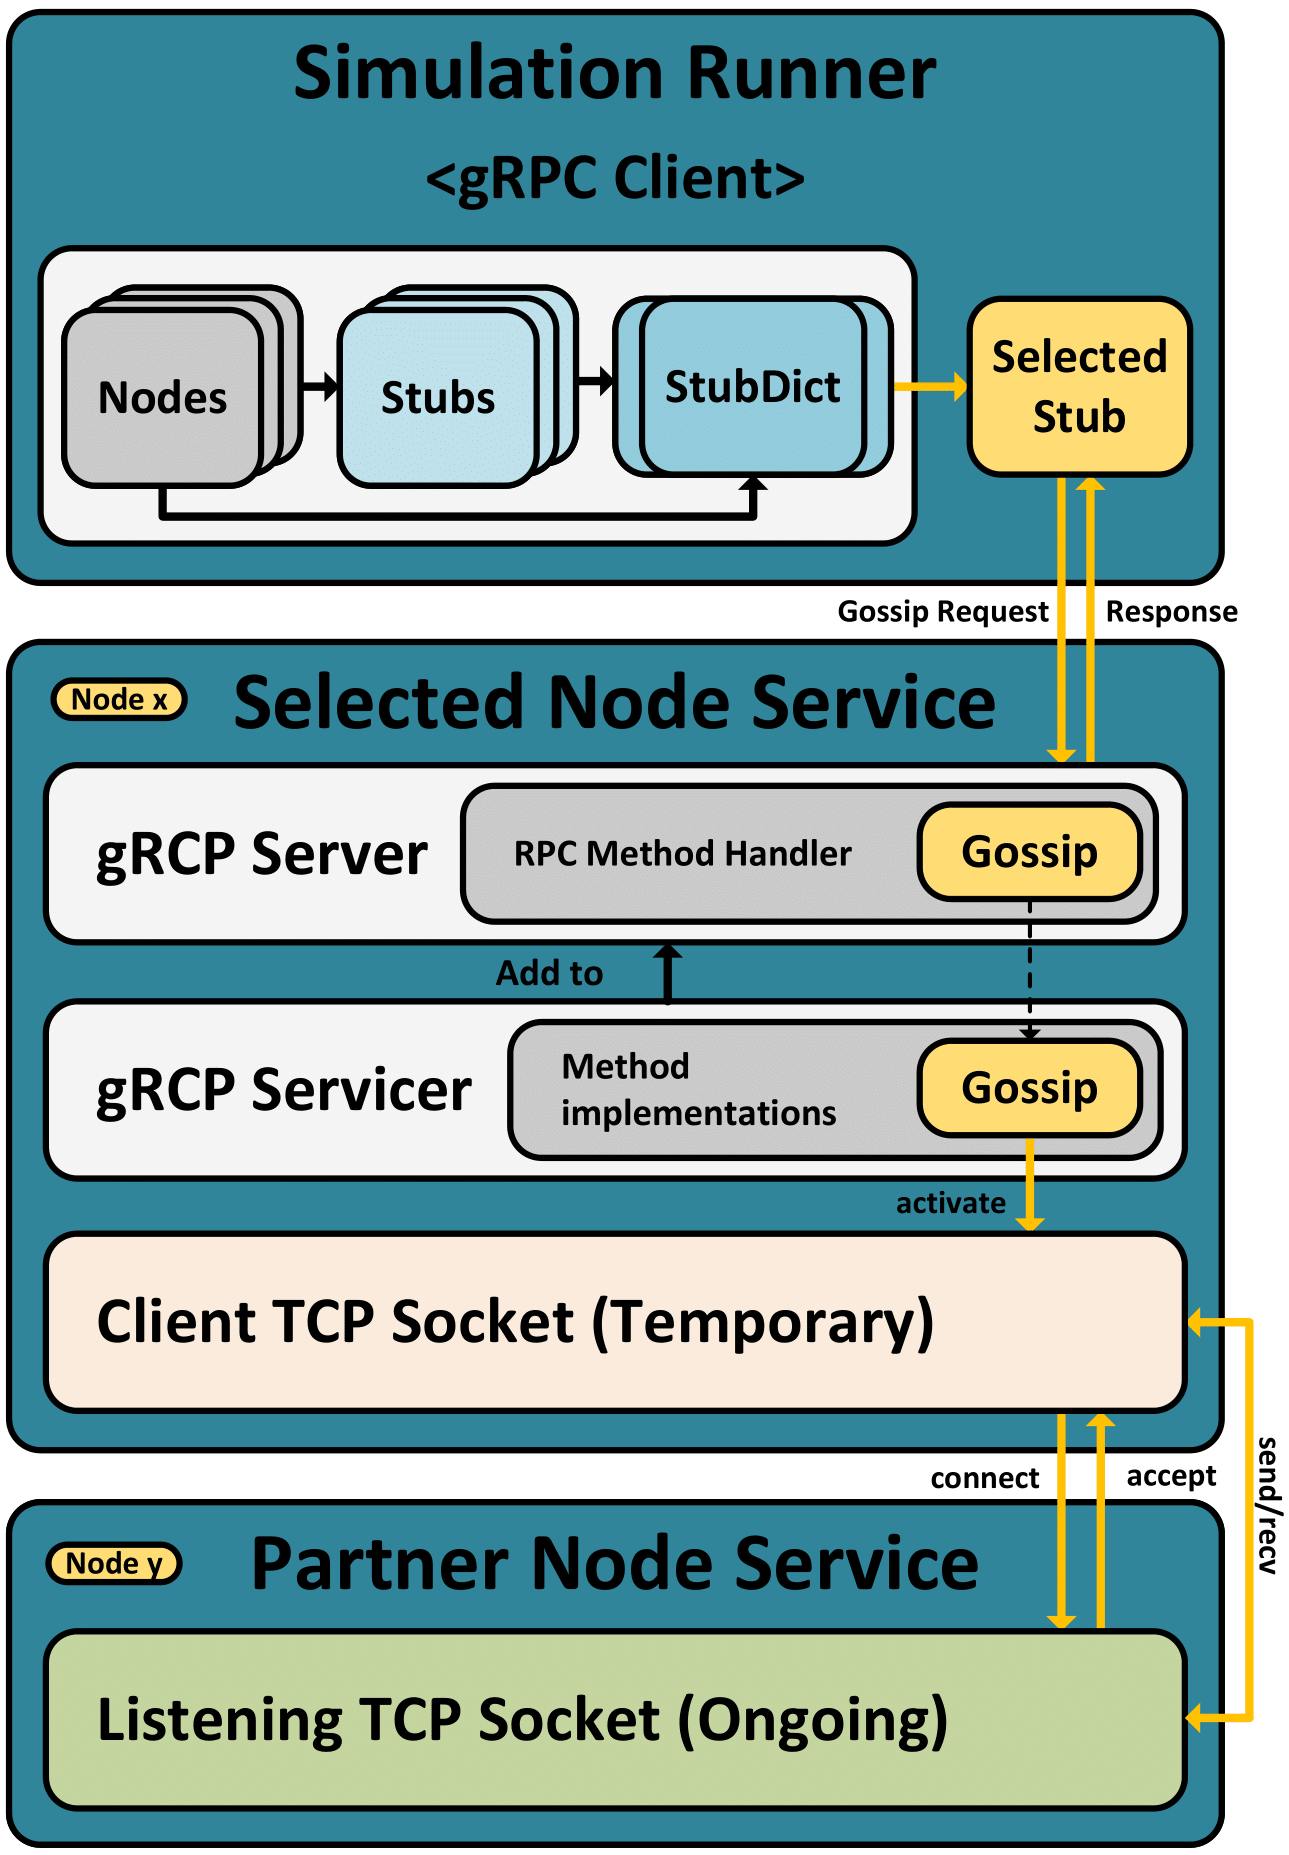 Simulation Runner
<gRPC Client>
Nodes
Stubs
StubDict
Selected
Stub
Gossip Request
Response
Node x
Selected Node Service
gRCP Server
RPC Method Handler
Gossip
Add to
gRCP Servicer
Method
implementations
Gossip
activate
Client TCP Socket (Temporary)
connect
accept
send/recv
Node y
Partner Node Service
Listening TCP Socket (Ongoing)